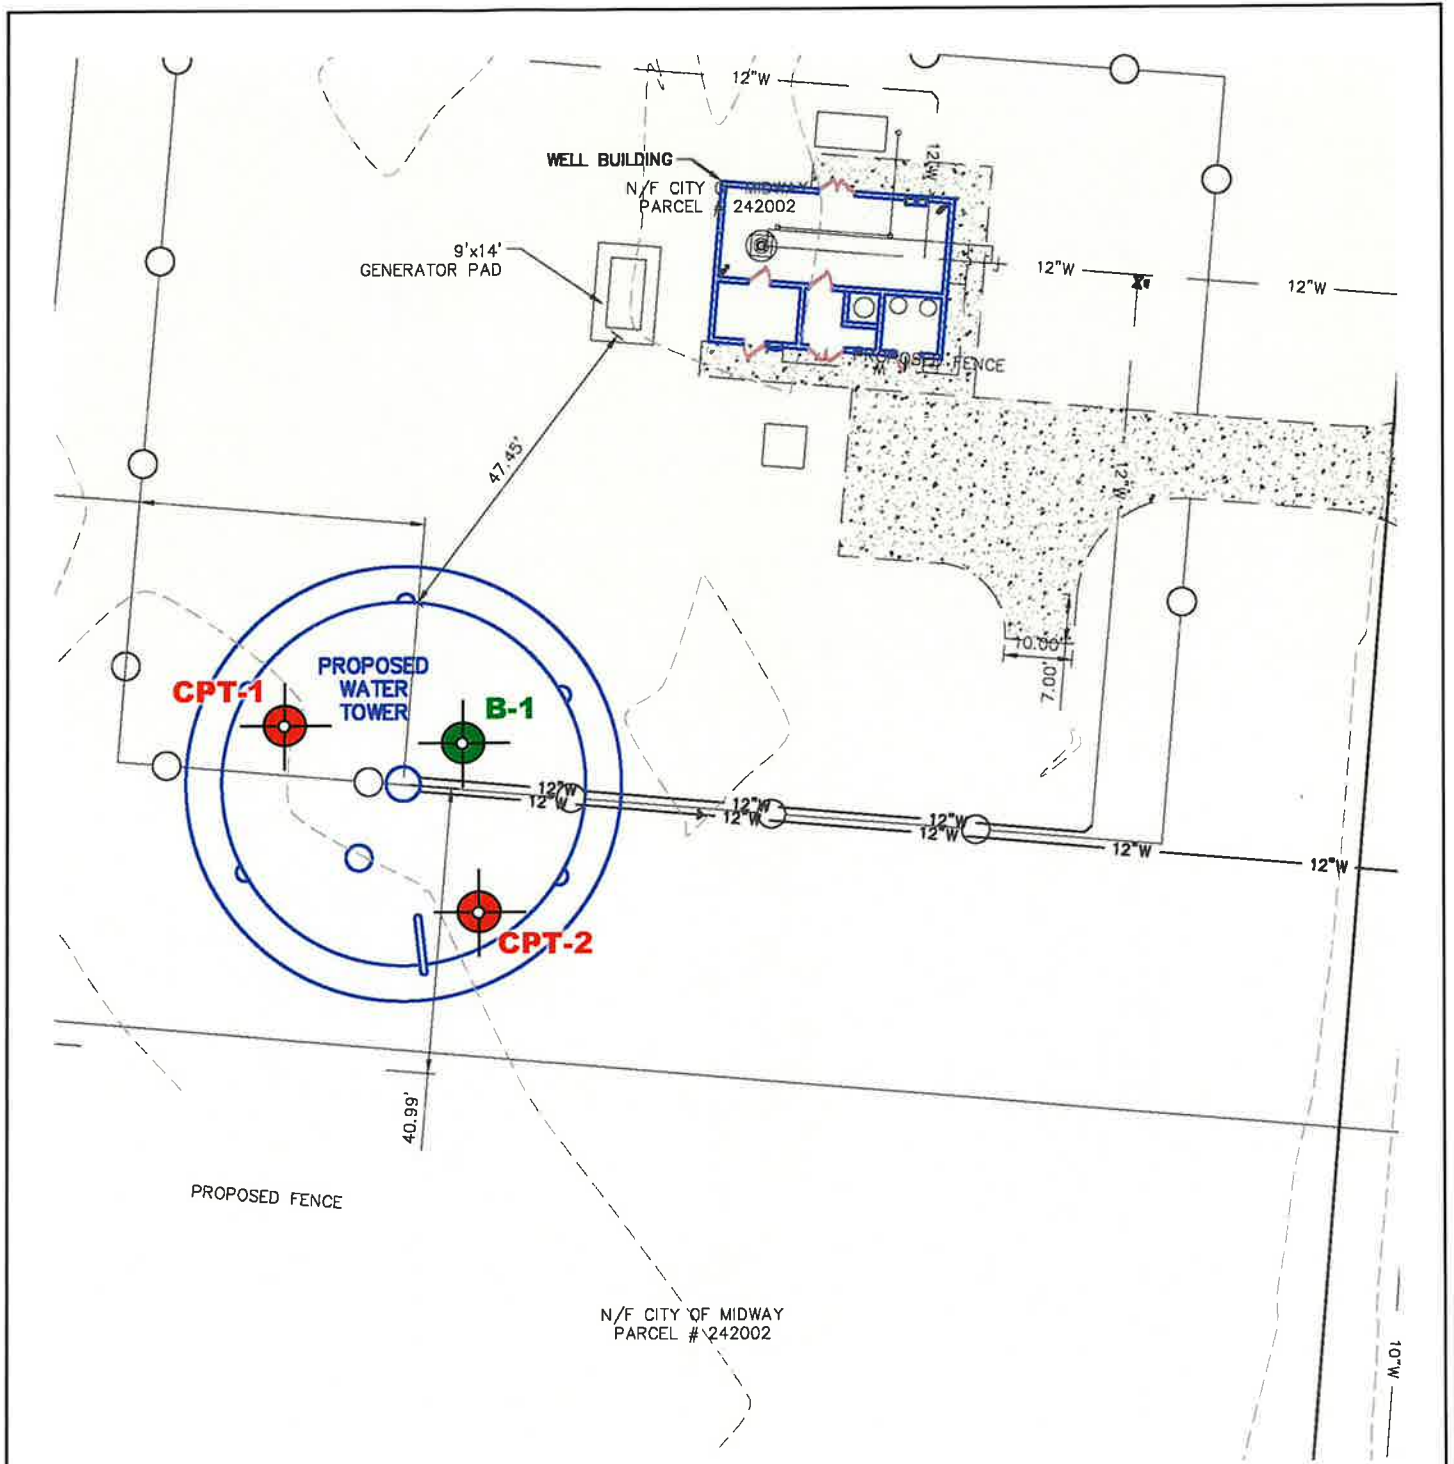 12"W
WELL BUILDING
N/F CITY OF MIDWAY
PARCEL # 242002
12"W
9'x14'
GENERATOR PAD
12"W
12"W
PROPOSED FENCE
47.45'
12"W
10.00'
7.00'
PROPOSED
WATER
TOWER
CPT-1
B-1
12"W
12"W
12"W
12"W
12"W
12"W
12"W
12"W
CPT-2
40.99'
PROPOSED FENCE
N/F CITY OF MIDWAY
PARCEL # 242002
10"W